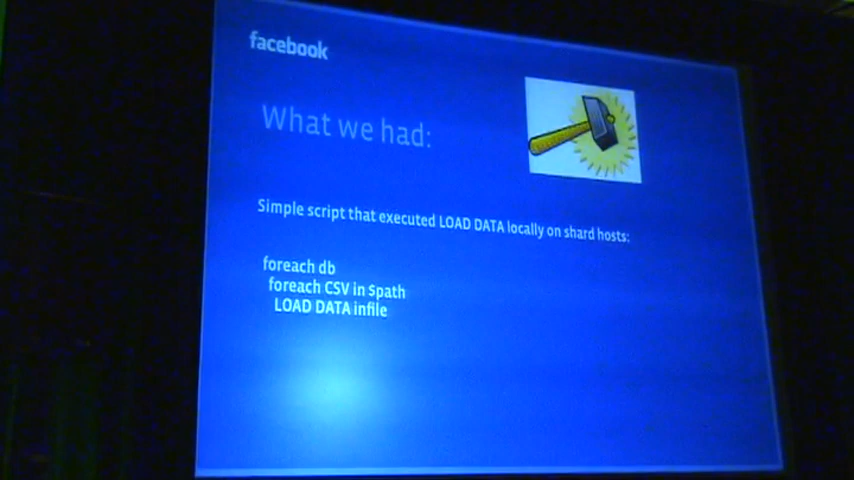 facebook
What we had:
Simple script that executed LOAD DATA locally on shard hosts:
foreach db
foreach CSV in $path
LOAD DATA infile